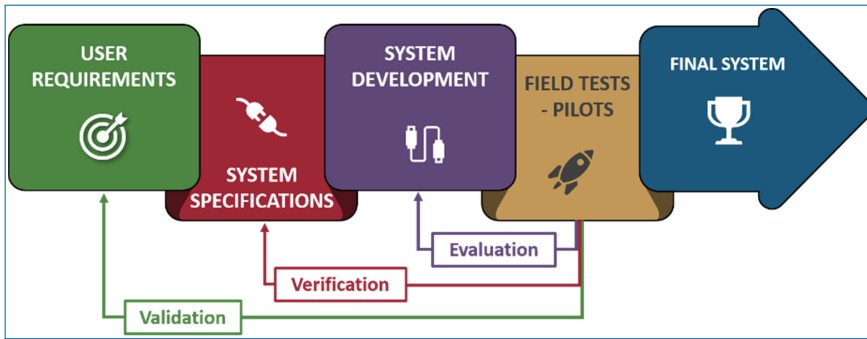 USER
REQUIREMENTS
SYSTEM
SPECIFICATIONS
SYSTEM
DEVELOPMENT
FIELD TESTS
- PILOTS
FINAL SYSTEM
Evaluation
Verification
Validation